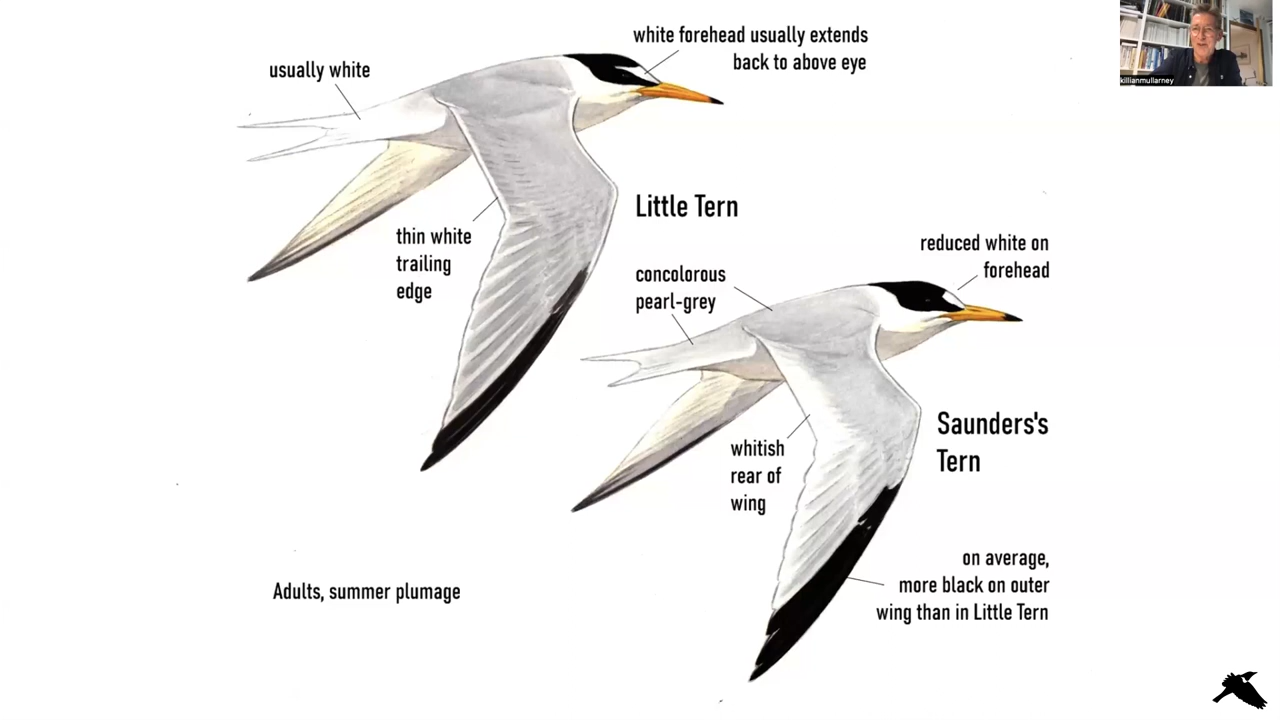 white forehead usually extends
back to above eye
usually white
killianmullarney
Little Tern
thin white
trailing
edge
reduced white on
forehead
concolorous
pearl-grey
Saunders's
Tern
whitish
rear of
wing
on average,
more black on outer
wing than in Little Tern
Adults, summer plumage